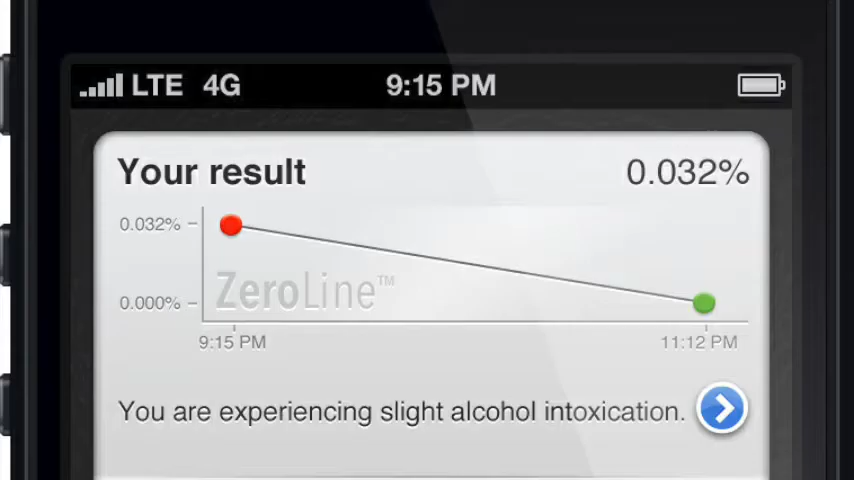 LTE 4G 9:15 PM
Your result 0.032%
0.032%
ZeroLine™
0.000%
9:15 PM 11:12 PM
You are experiencing slight alcohol intoxication.